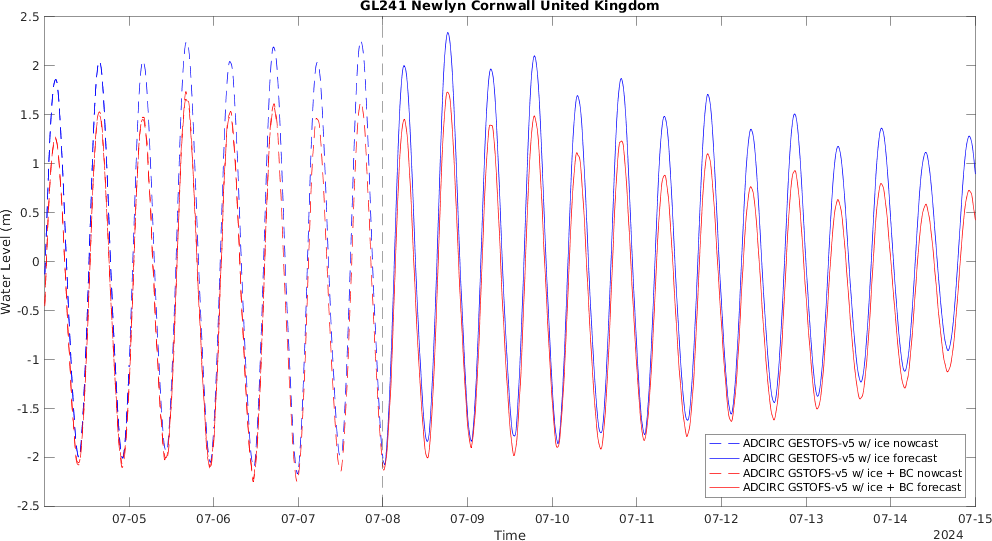 GL241 Newlyn Cornwall United Kingdom
2.5
2
1.5
1
0.5
0
-0.5
-1
-1.5
-2
-2.5
Water Level (m)
07-05 07-06 07-07 07-08 07-09 07-10 07-11 07-12 07-13 07-14 07-15
Time
2024
ADCIRC GESTOFS-v5 w/ ice nowcast
ADCIRC GESTOFS-v5 w/ ice forecast
ADCIRC GSTOFS-v5 w/ ice + BC nowcast
ADCIRC GSTOFS-v5 w/ ice + BC forecast